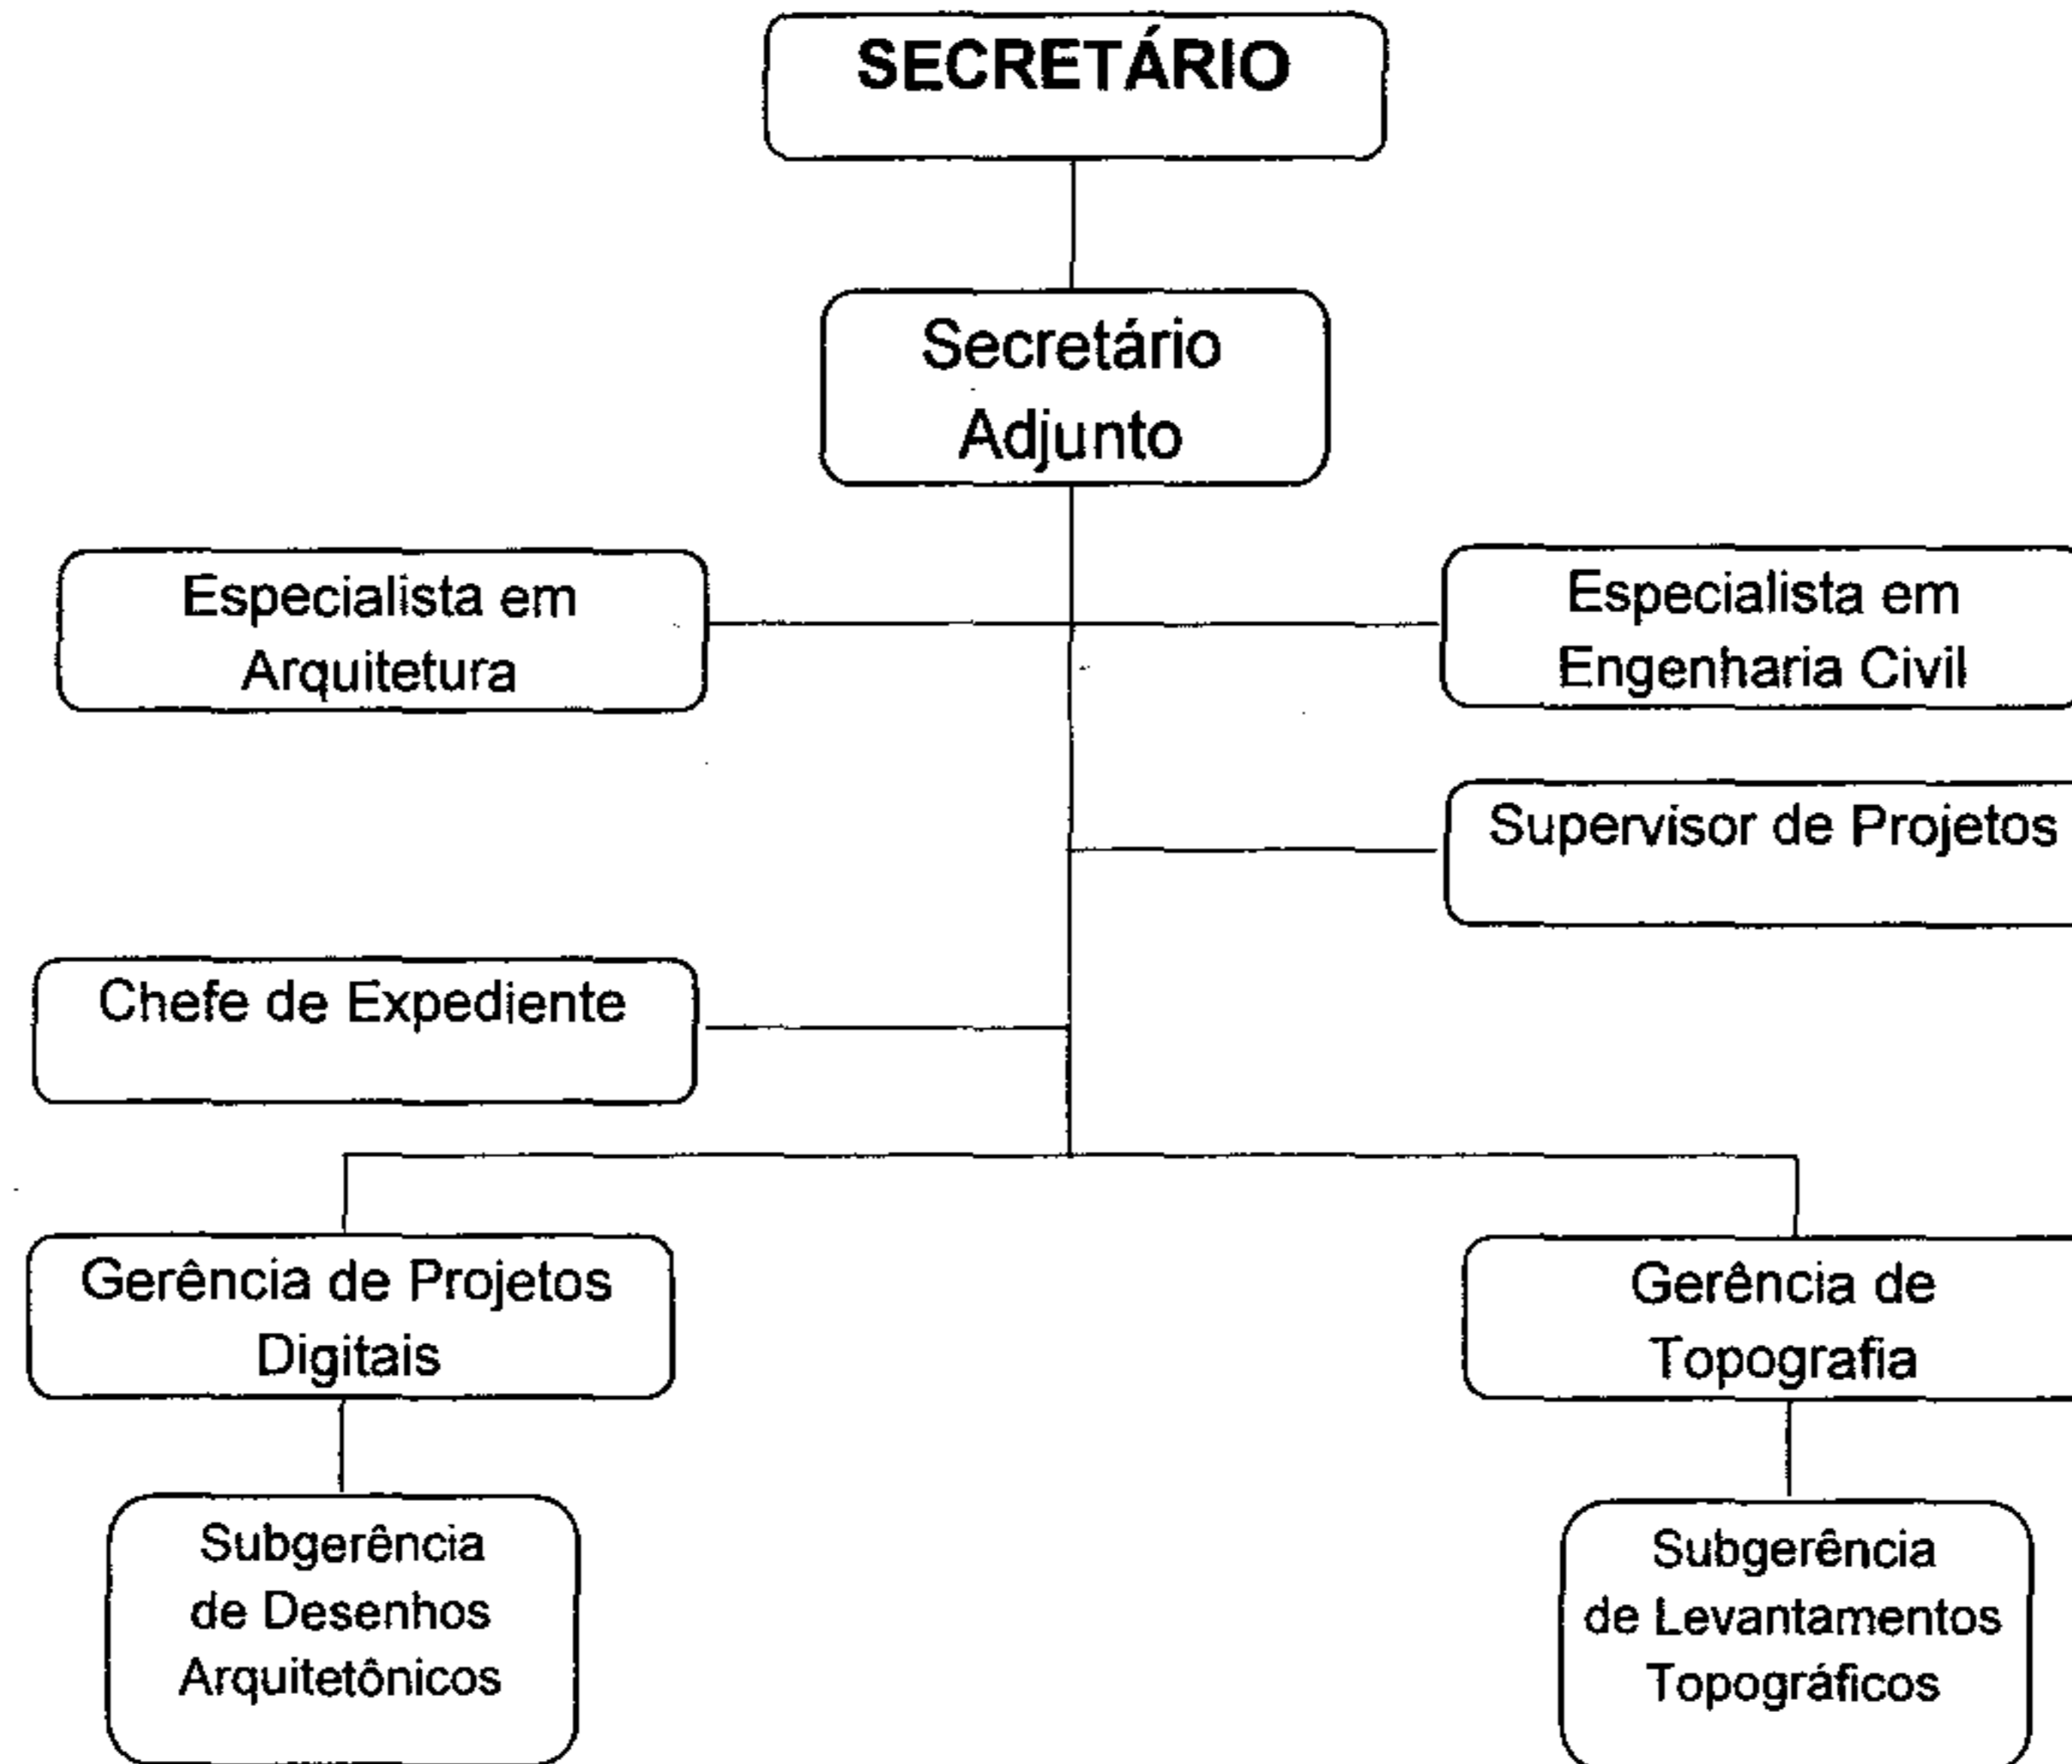 SECRETÁRIO
Secretário
Adjunto
Especialista em
Arquitetura
Especialista em
Engenharia Civil
Supervisor de Projetos
Chefe de Expediente
Gerência de Projetos
Digitais
Gerência de
Topografia
Subgerência
de Desenhos
Arquitetônicos
Subgerência
de Levantamentos
Topográficos